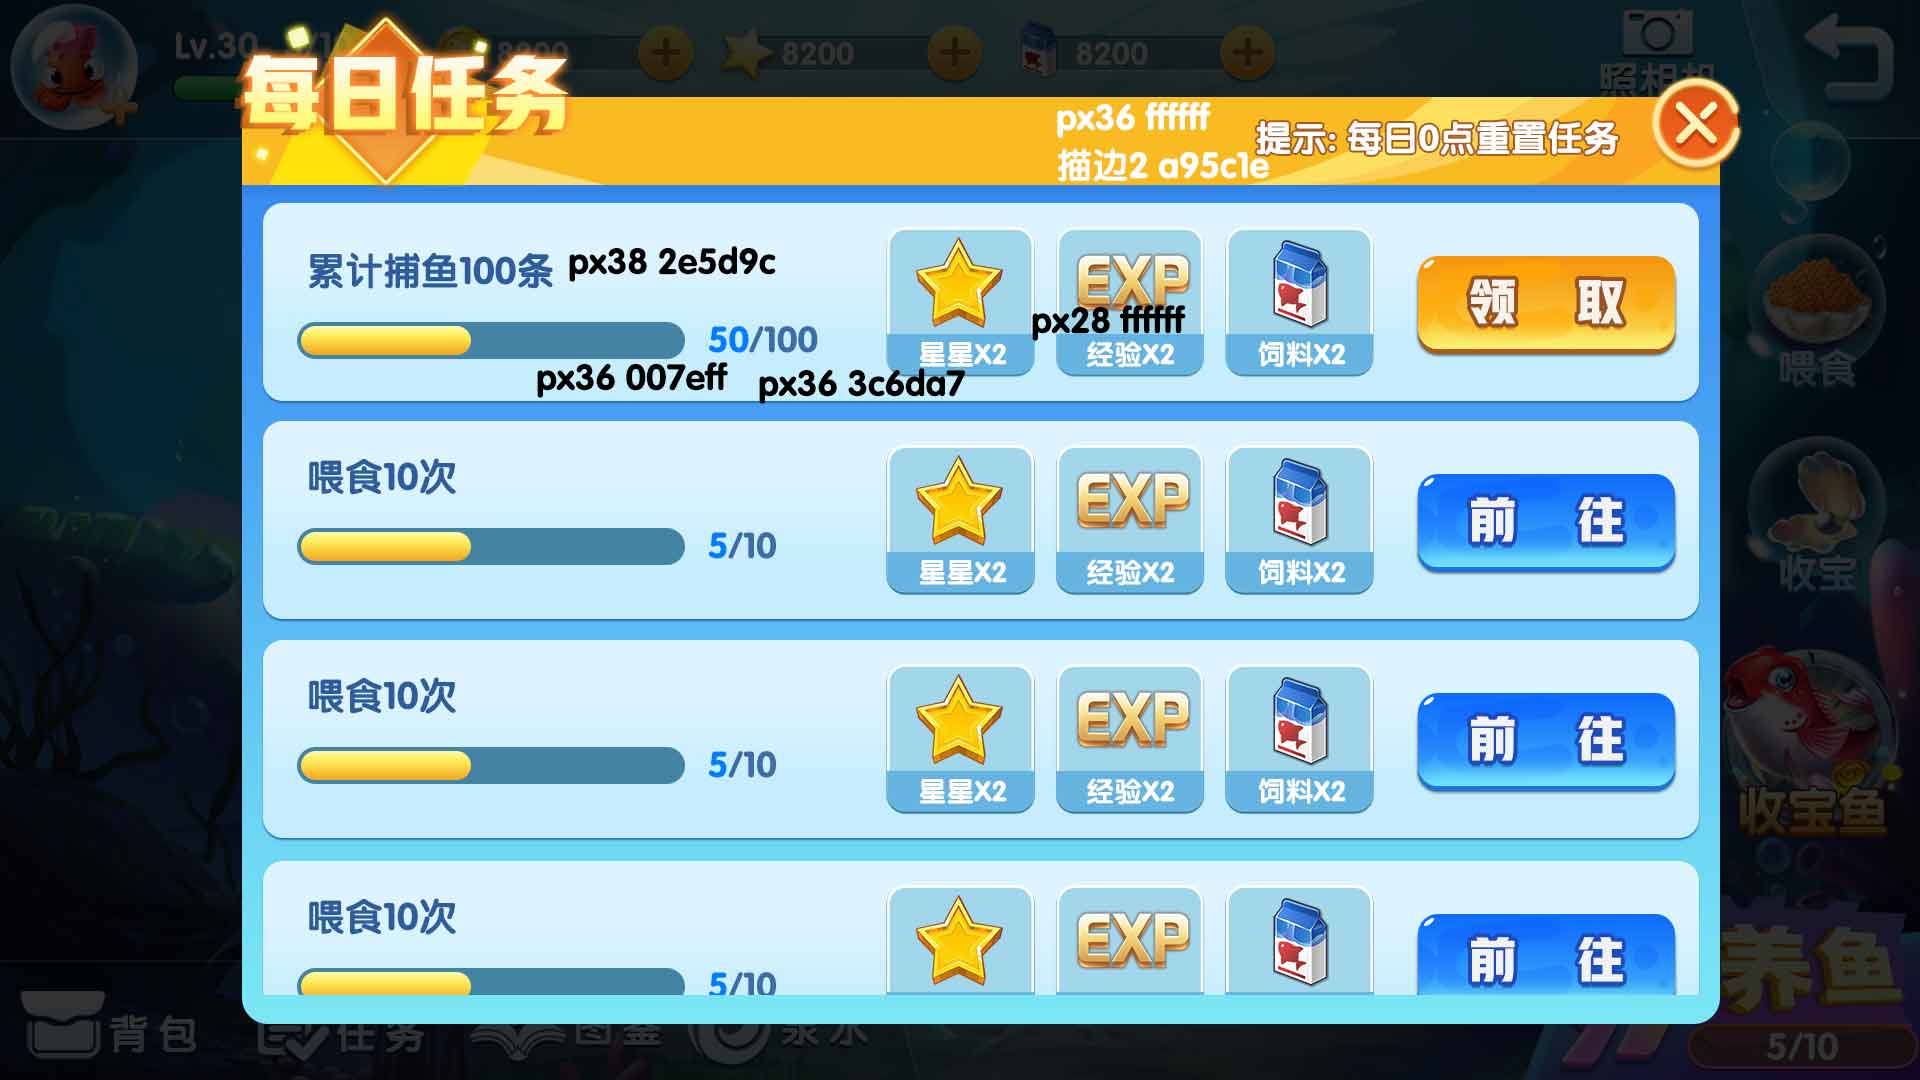 Lv.30
8200
8200
照相机
每日任务
px36 ffffff
描边2 a95c1e
提示: 每日0点重置任务
累计捕鱼100条
px38 2e5d9c
50/100
px36 007eff
px36 3c6da7
星星X2
EXP
px28 ffffff
经验X2
饲料X2
领 取
喂食
喂食10次
5/10
星星X2
EXP
经验X2
饲料X2
前 往
收宝
喂食10次
5/10
星星X2
EXP
经验X2
饲料X2
前 往
收宝鱼
喂食10次
5/10
EXP
前 往
养鱼
5/10
背包
任务
图鉴